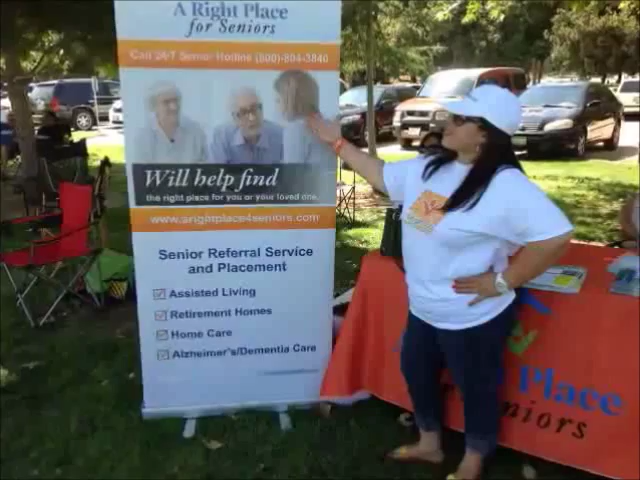 A Right Place
for Seniors
Call 24/7 Senior Hotline (800)-804-3840
Will help find
the right place for you or your loved one.
www.arightplace4seniors.com
Senior Referral Service
and Placement
Assisted Living
Retirement Homes
Home Care
Alzheimer's/Dementia Care
Place
niors